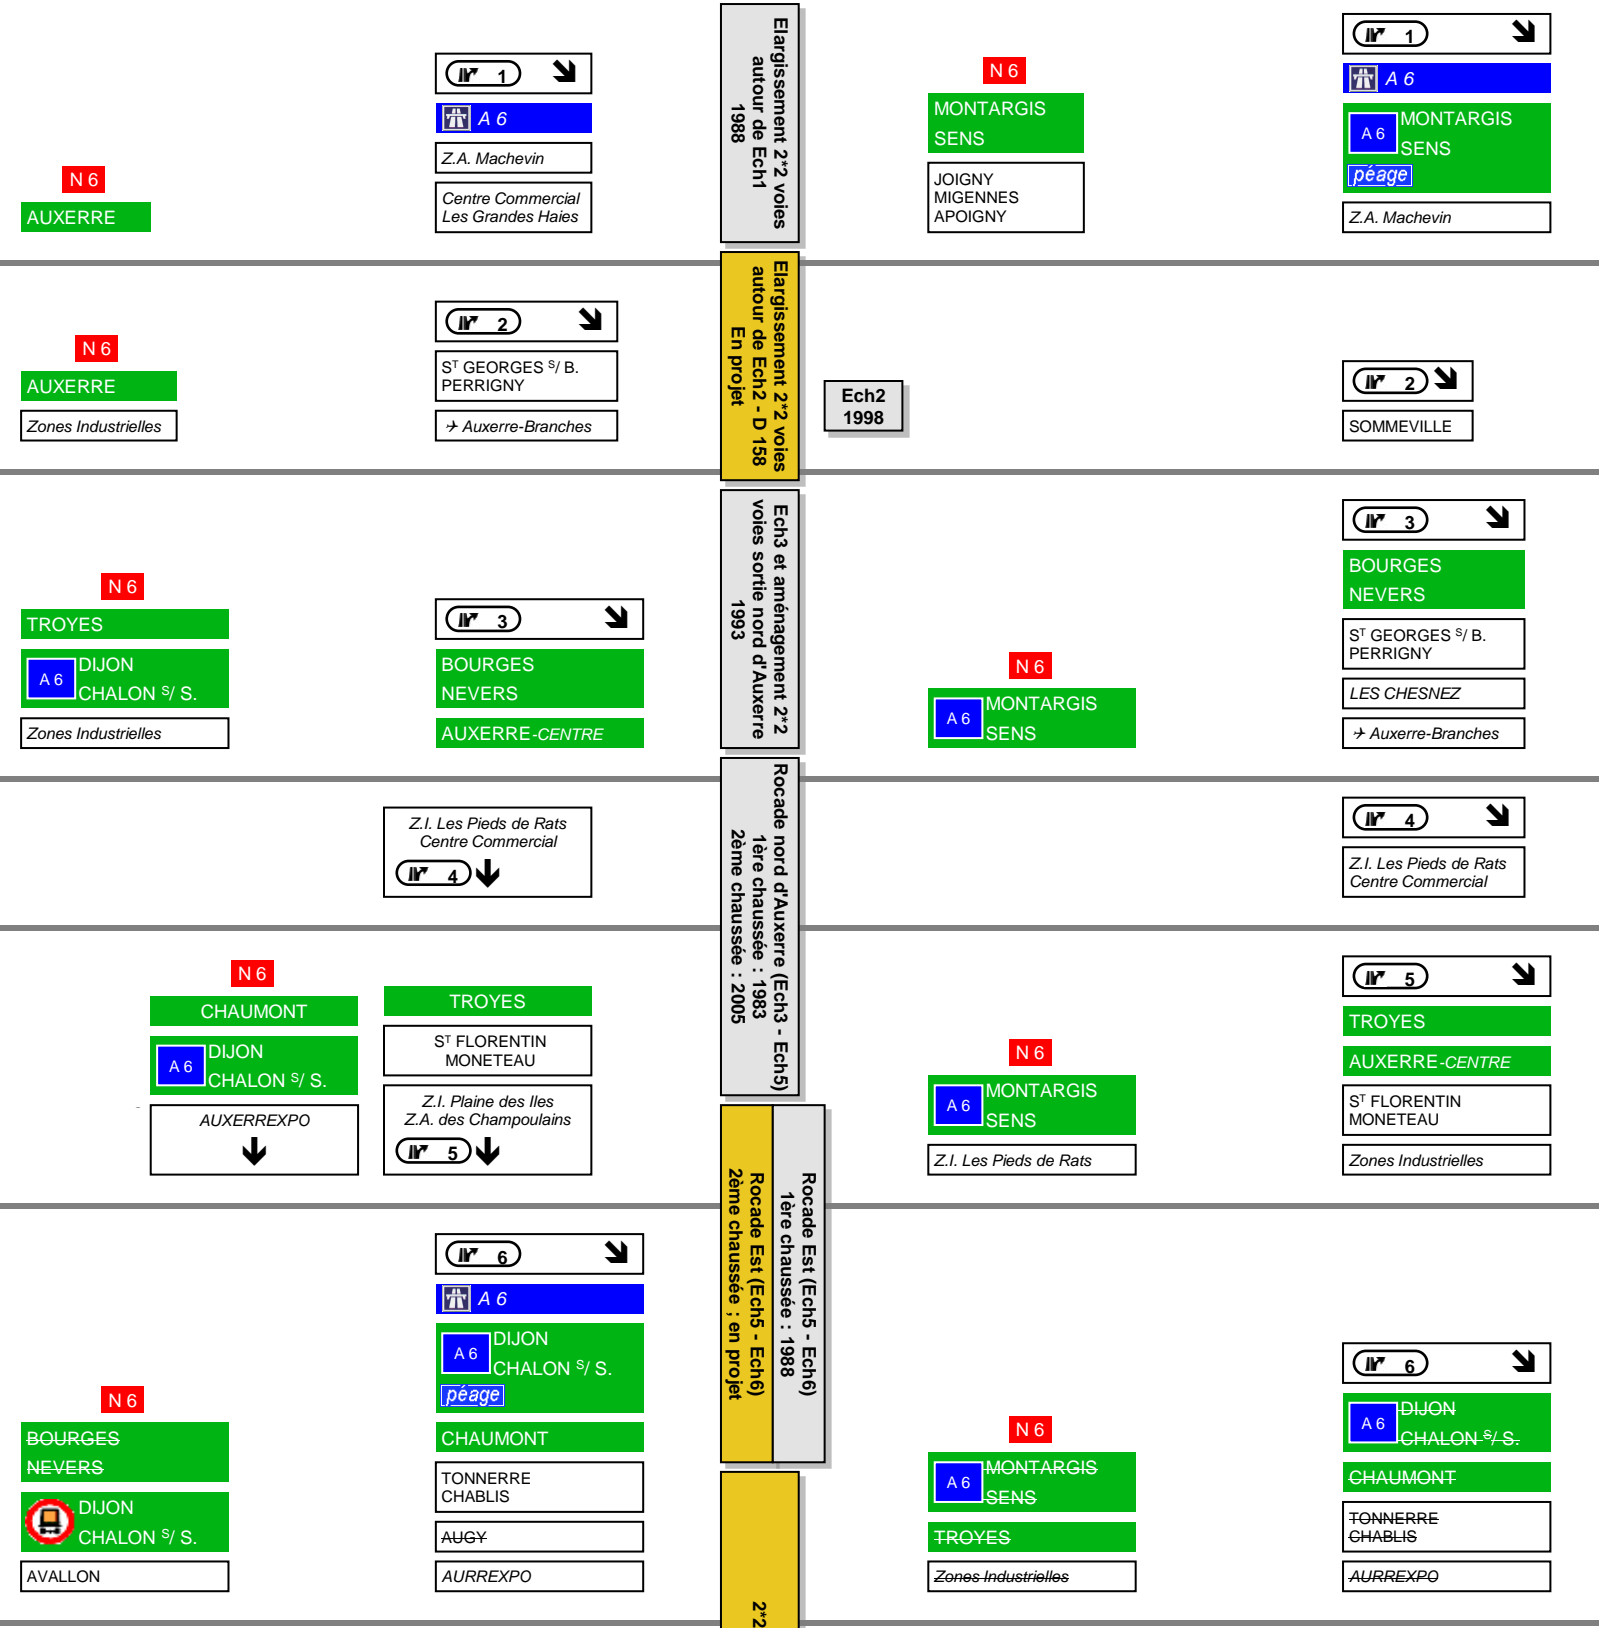 N 6
AUXERRE
1
A 6
Z.A. Machevin
Centre Commercial
Les Grandes Haies
Elargissement 2*2 voies
autour de Ech1
1988
N 6
MONTARGIS
SENS
JOIGNY
MIGENNES
APOIGNY
1
A 6
A 6
MONTARGIS
SENS
péage
Z.A. Machevin
N 6
AUXERRE
Zones Industrielles
2
Sᵀ GEORGES ˢ/ B.
PERRIGNY
✈ Auxerre-Branches
Elargissement 2*2 voies
autour de Ech2 - D 158
En projet
Ech2
1998
2
SOMMEVILLE
N 6
TROYES
A 6
DIJON
CHALON ˢ/ S.
Zones Industrielles
3
BOURGES
NEVERS
AUXERRE-CENTRE
Ech3 et aménagement 2*2
voies sortie nord d'Auxerre
1993
N 6
A 6
MONTARGIS
SENS
3
BOURGES
NEVERS
Sᵀ GEORGES ˢ/ B.
PERRIGNY
LES CHESNEZ
✈ Auxerre-Branches
Z.I. Les Pieds de Rats
Centre Commercial
4
Rocade nord d'Auxerre (Ech3 - Ech5)
1ère chaussée : 1983
2ème chaussée : 2005
4
Z.I. Les Pieds de Rats
Centre Commercial
N 6
CHAUMONT
A 6
DIJON
CHALON ˢ/ S.
AUXERREXPO
TROYES
Sᵀ FLORENTIN
MONETEAU
Z.I. Plaine des Iles
Z.A. des Champoulains
5
N 6
A 6
MONTARGIS
SENS
Z.I. Les Pieds de Rats
5
TROYES
AUXERRE-CENTRE
Sᵀ FLORENTIN
MONETEAU
Zones Industrielles
Rocade Est (Ech5 - Ech6)
1ère chaussée : 1988
Rocade Est (Ech5 - Ech6)
2ème chaussée ; en projet
N 6
BOURGES
NEVERS
DIJON
CHALON ˢ/ S.
AVALLON
6
A 6
A 6
DIJON
CHALON ˢ/ S.
péage
CHAUMONT
TONNERRE
CHABLIS
AUGY
AURREXPO
2*2
N 6
A 6
MONTARGIS
SENS
TROYES
Zones Industrielles
6
A 6
DIJON
CHALON ˢ/ S.
CHAUMONT
TONNERRE
CHABLIS
AURREXPO